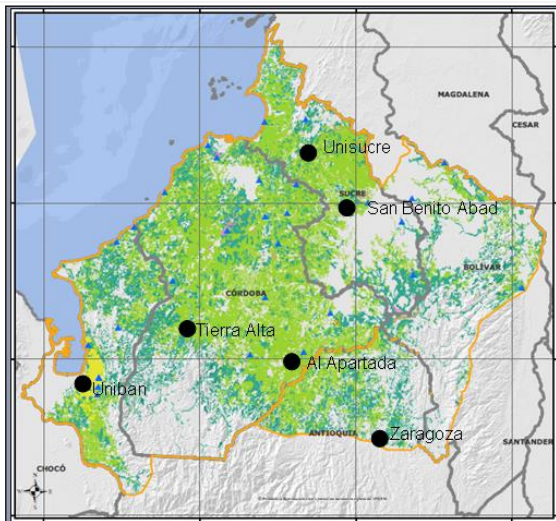 MAGDALENA
CESAR
Unisucre
SUCRE
San Benito Abad
BOLÍVAR
CÓRDOBA
Tierra Alta
Al Apartada
Uniban
Zaragoza
ANTIOQUIA
SANTANDER
CHOCÓ